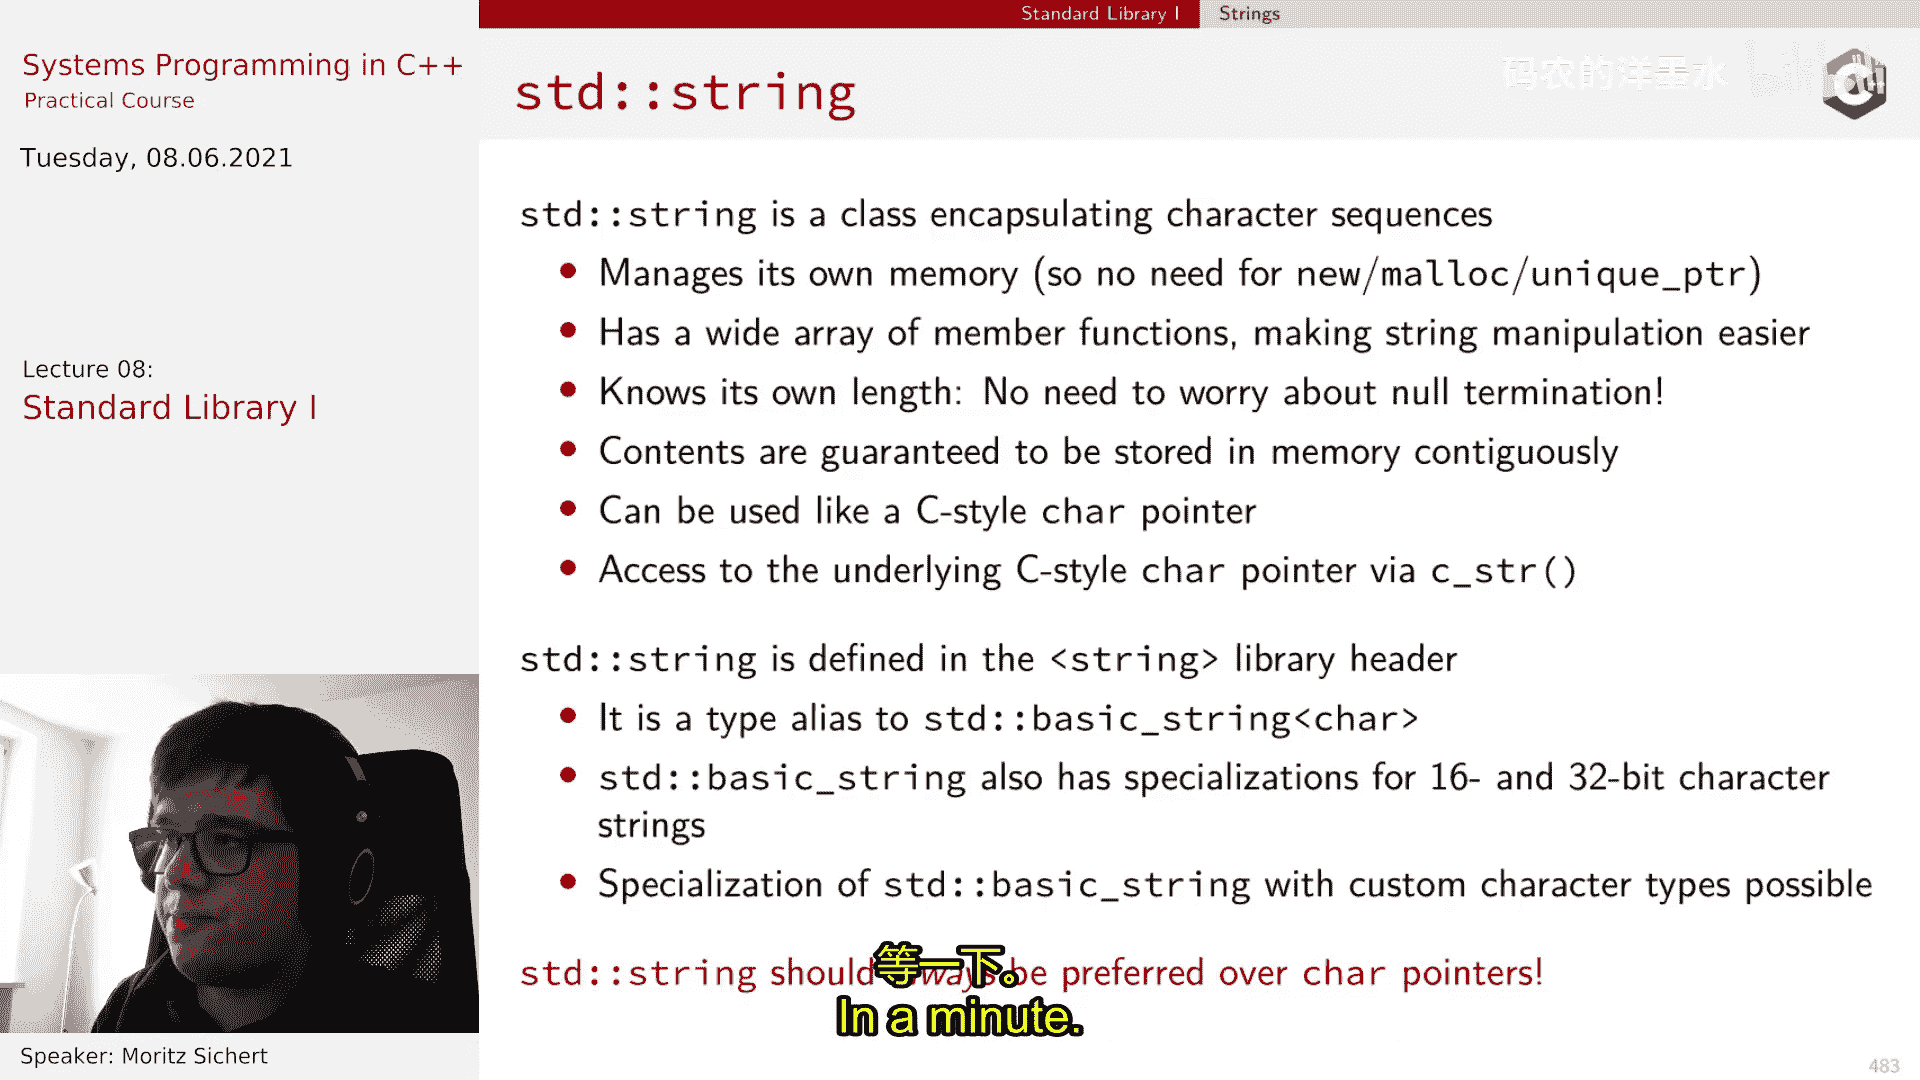 Standard Library I Strings
Systems Programming in C++
Practical Course
Tuesday, 08.06.2021
Lecture 08:
Standard Library I
Speaker: Moritz Sichert
std::string
码农的洋墨水
std::string is a class encapsulating character sequences
• Manages its own memory (so no need for new/malloc/unique_ptr)
• Has a wide array of member functions, making string manipulation easier
• Knows its own length: No need to worry about null termination!
• Contents are guaranteed to be stored in memory contiguously
• Can be used like a C-style char pointer
• Access to the underlying C-style char pointer via c_str()
std::string is defined in the <string> library header
• It is a type alias to std::basic_string<char>
• std::basic_string also has specializations for 16- and 32-bit character
strings
• Specialization of std::basic_string with custom character types possible
std::string should always be preferred over char pointers!
等一下。
In a minute.
483